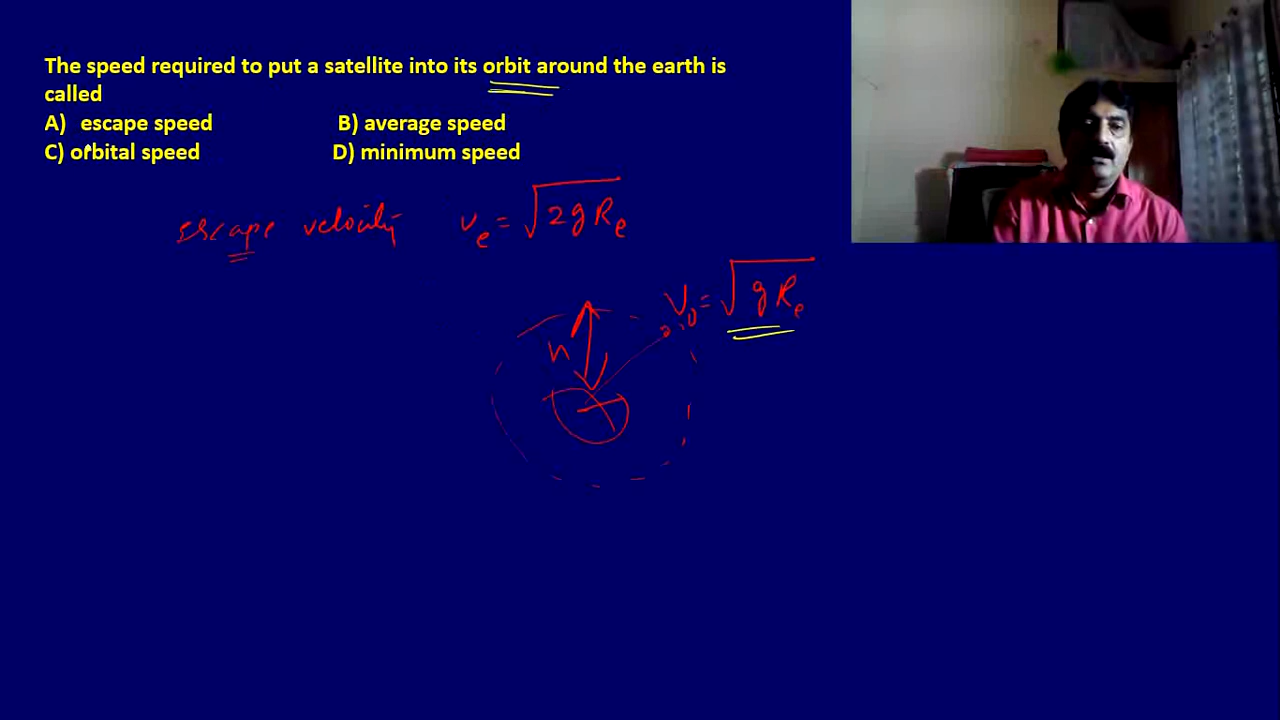 The speed required to put a satellite into its orbit around the earth is
called
A) escape speed B) average speed
C) orbital speed D) minimum speed
escape velocity vₑ = √2gRₑ
V₀ = √gRₑ
h